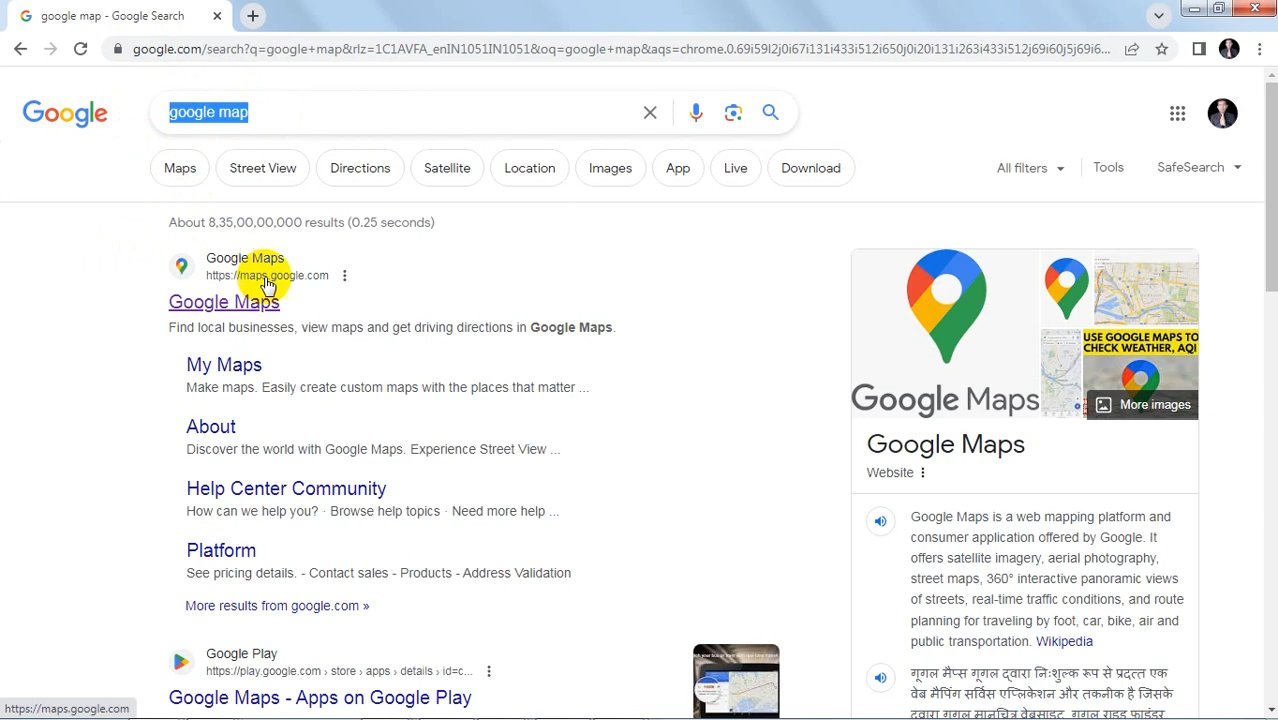 google map - Google Search
google.com/search?q=google+map&rlz=1C1AVFA_enIN1051IN1051&oq=google+map&aqs=chrome.0.69i59l2j0i67i131i433i512j650j0i20i131i263i433i512j69i60j5j69i6...
Google
google map
Maps
Street View
Directions
Satellite
Location
Images
App
Live
Download
All filters
Tools
SafeSearch
About 8,35,00,00,000 results (0.25 seconds)
Google Maps
https://maps.google.com
Google Maps
Find local businesses, view maps and get driving directions in Google Maps.
My Maps
Make maps. Easily create custom maps with the places that matter ...
About
Discover the world with Google Maps. Experience Street View ...
Help Center Community
How can we help you? · Browse help topics · Need more help ...
Platform
See pricing details. - Contact sales - Products - Address Validation
More results from google.com »
Google Play
https://play.google.com › store › apps › details › id=c...
Google Maps - Apps on Google Play
Google Maps
USE GOOGLE MAPS TO
CHECK WEATHER, AQI
More images
Google Maps
Website
Google Maps is a web mapping platform and
consumer application offered by Google. It
offers satellite imagery, aerial photography,
street maps, 360° interactive panoramic views
of streets, real-time traffic conditions, and route
planning for traveling by foot, car, bike, air and
public transportation. Wikipedia
गूगल मैप्स गूगल द्वारा निःशुल्क रूप से प्रदत्त एक
वेब मैपिंग सर्विस एप्लिकेशन और तकनीक है जिसके
https://maps.google.com